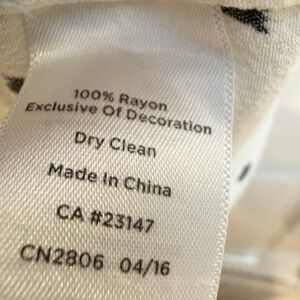 100% Rayon
Exclusive Of Decoration
Dry Clean
Made In China
CA #23147
CN2806 04/16